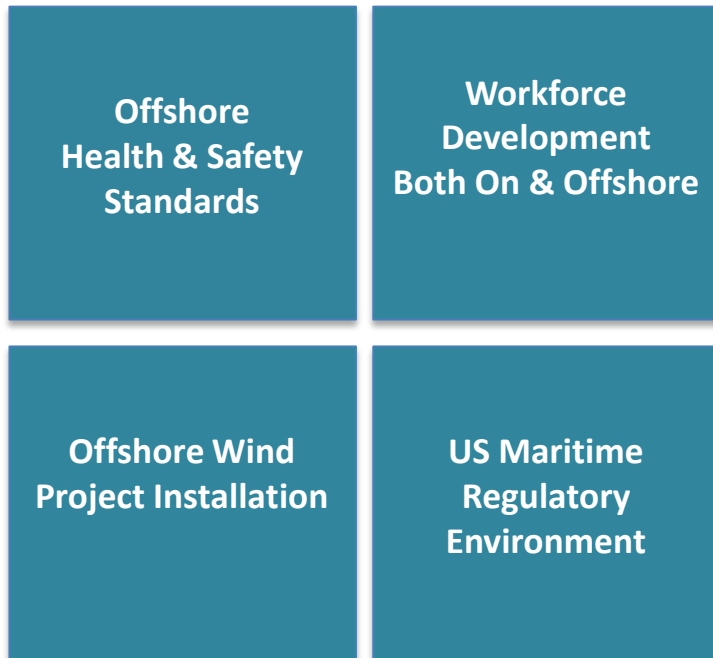 Offshore
Health & Safety
Standards
Workforce
Development
Both On & Offshore
Offshore Wind
Project Installation
US Maritime
Regulatory
Environment